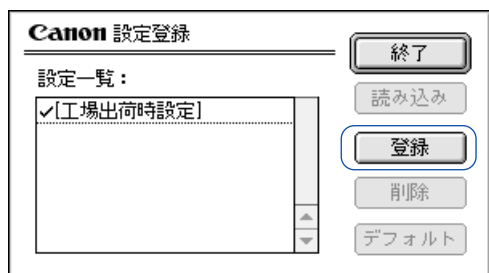 Canon 設定登録
終了
設定一覧：
読み込み
✓[工場出荷時設定]
登録
削除
デフォルト